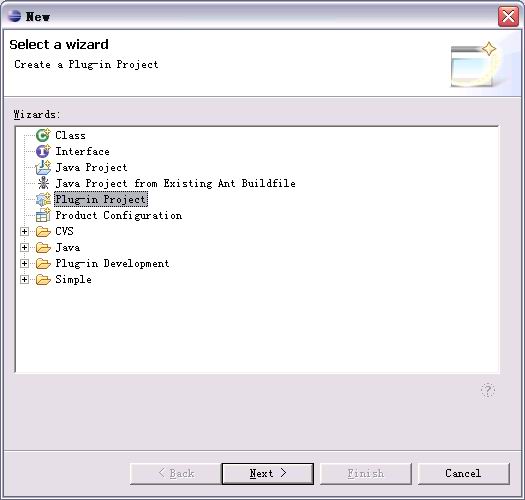 New
Select a wizard
Create a Plug-in Project
Wizards:
Class
Interface
Java Project
Java Project from Existing Ant Buildfile
Plug-in Project
Product Configuration
CVS
Java
Plug-in Development
Simple
?
< Back
Next >
Finish
Cancel